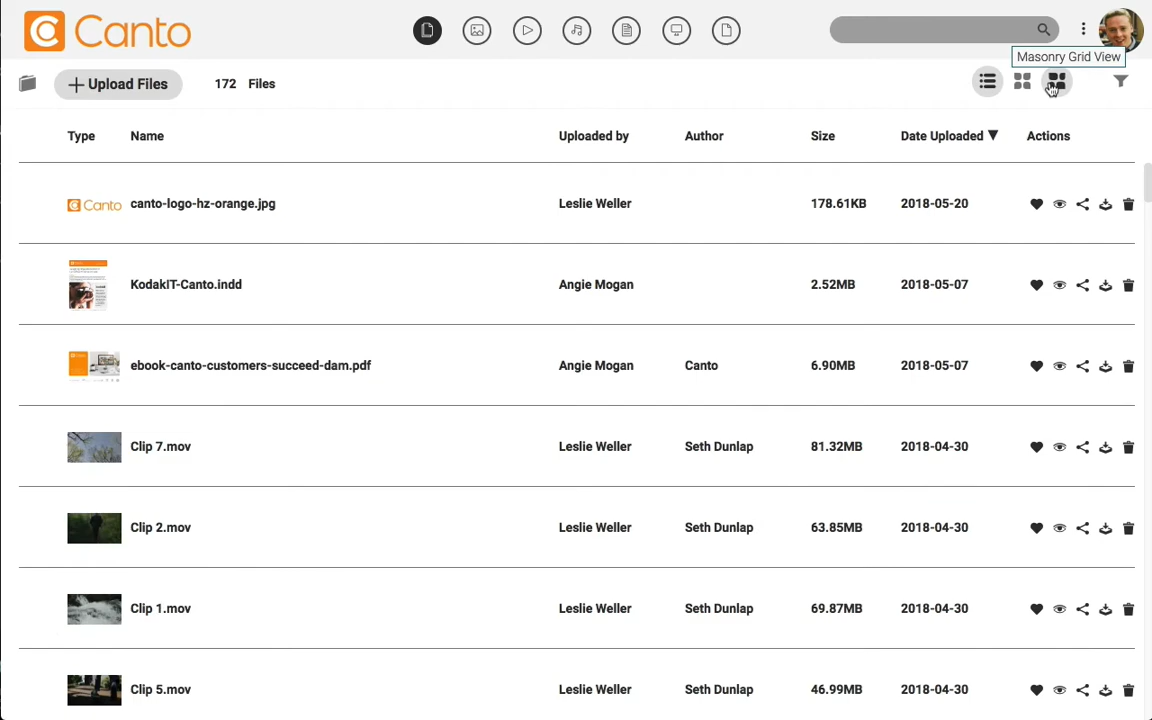 Canto
Masonry Grid View
Upload Files 172 Files
Type Name Uploaded by Author Size Date Uploaded ▼ Actions
Canto canto-logo-hz-orange.jpg Leslie Weller 178.61KB 2018-05-20
KodakIT-Canto.indd Angie Mogan 2.52MB 2018-05-07
ebook-canto-customers-succeed-dam.pdf Angie Mogan Canto 6.90MB 2018-05-07
Clip 7.mov Leslie Weller Seth Dunlap 81.32MB 2018-04-30
Clip 2.mov Leslie Weller Seth Dunlap 63.85MB 2018-04-30
Clip 1.mov Leslie Weller Seth Dunlap 69.87MB 2018-04-30
Clip 5.mov Leslie Weller Seth Dunlap 46.99MB 2018-04-30